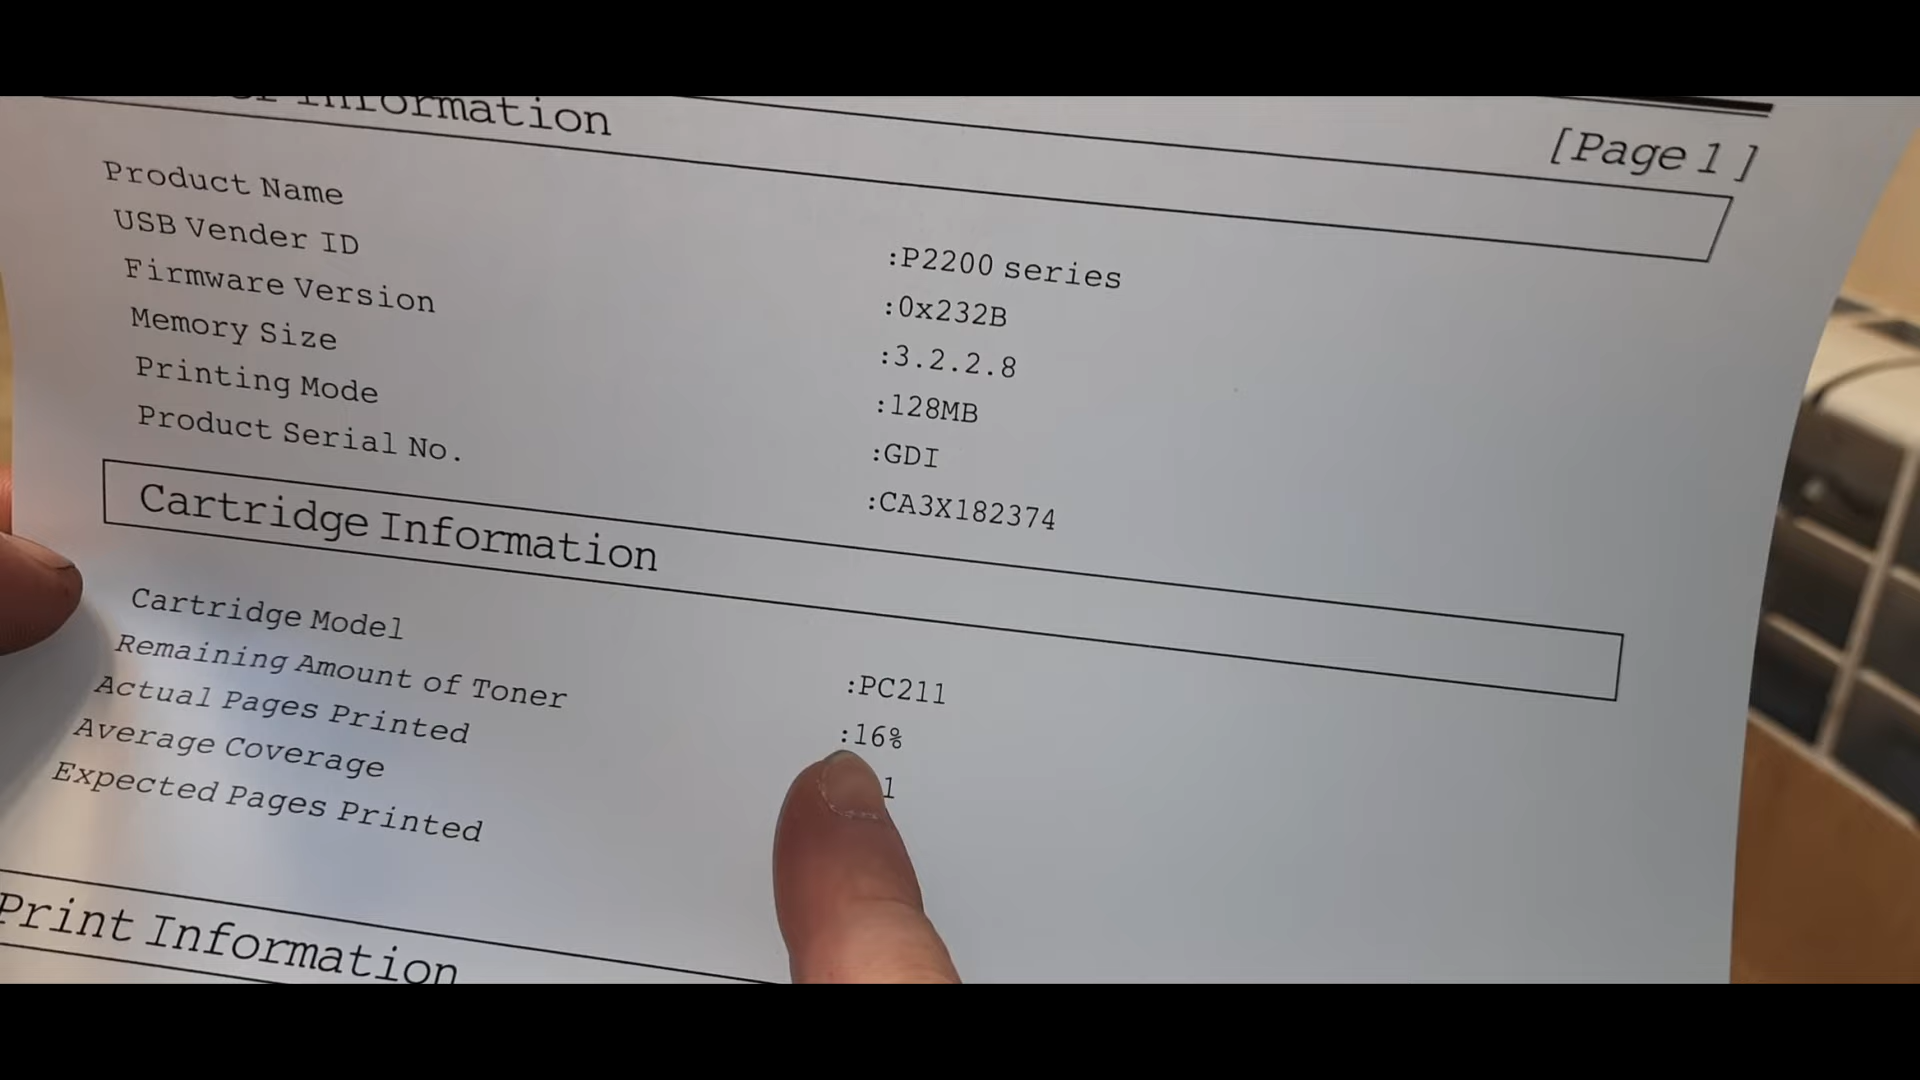 Information
[Page 1 ]
Product Name :P2200 series
USB Vender ID :0x232B
Firmware Version :3.2.2.8
Memory Size :128MB
Printing Mode :GDI
Product Serial No. :CA3X182374
Cartridge Information
Cartridge Model :PC211
Remaining Amount of Toner :16%
Actual Pages Printed 1
Average Coverage
Expected Pages Printed
Print Information